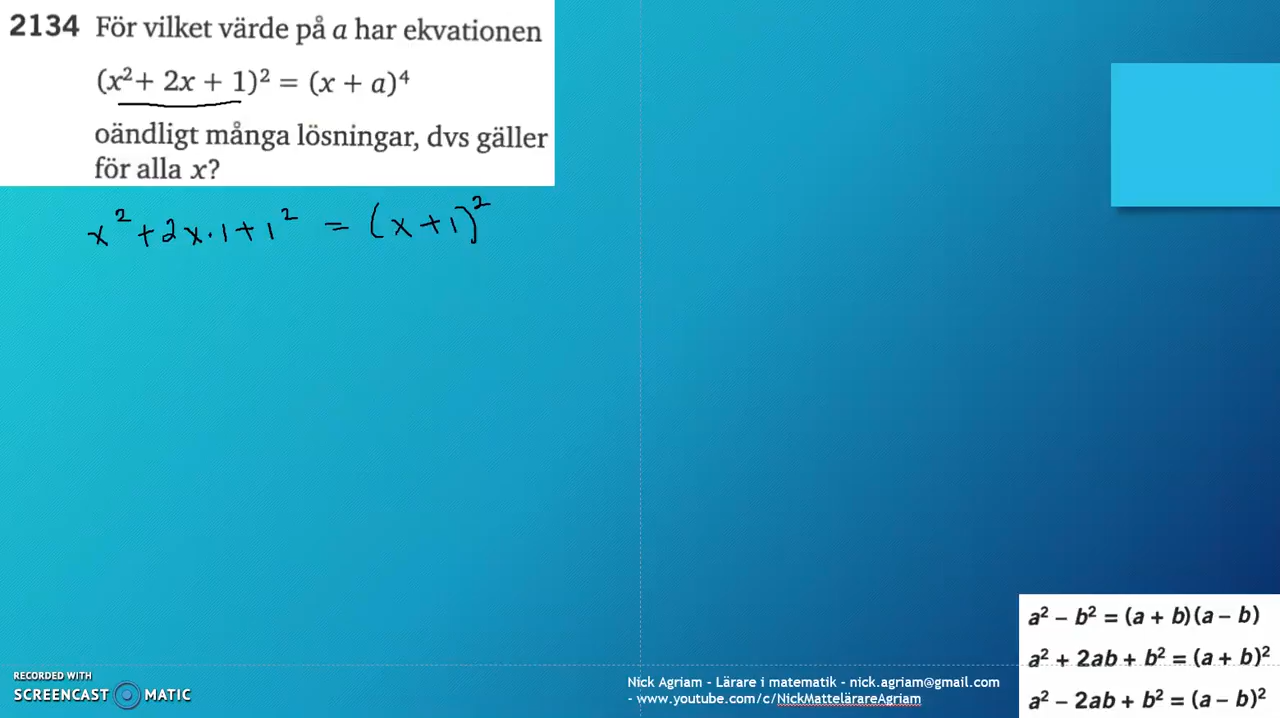 2134 För vilket värde på a har ekvationen
(x² + 2x + 1)² = (x + a)⁴
oändligt många lösningar, dvs gäller
för alla x?
x² + 2x · 1 + 1² = (x + 1)²
a² − b² = (a + b)(a − b)
a² + 2ab + b² = (a + b)²
a² − 2ab + b² = (a − b)²
RECORDED WITH
SCREENCAST MATIC
Nick Agriam - Lärare i matematik - nick.agriam@gmail.com
- www.youtube.com/c/NickMattelärareAgriam